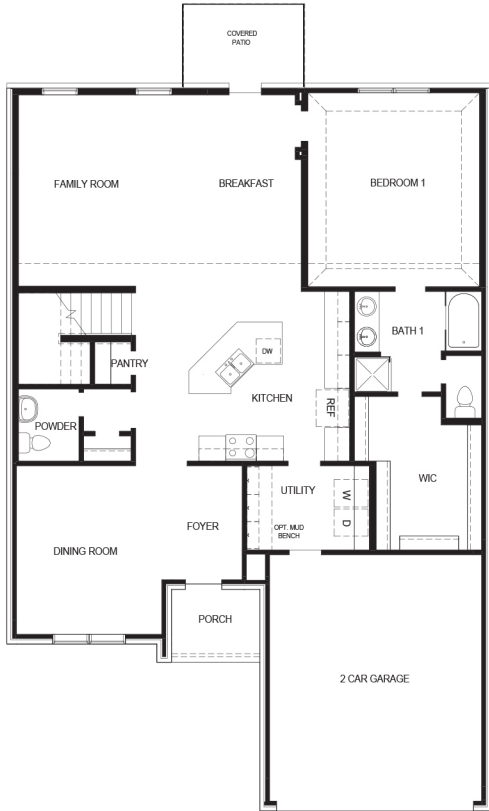 COVERED
PATIO
FAMILY ROOM
BREAKFAST
BEDROOM 1
BATH 1
DW
PANTRY
KITCHEN
REF
POWDER
WIC
UTILITY
W
D
OPT. MUD
BENCH
FOYER
DINING ROOM
PORCH
2 CAR GARAGE